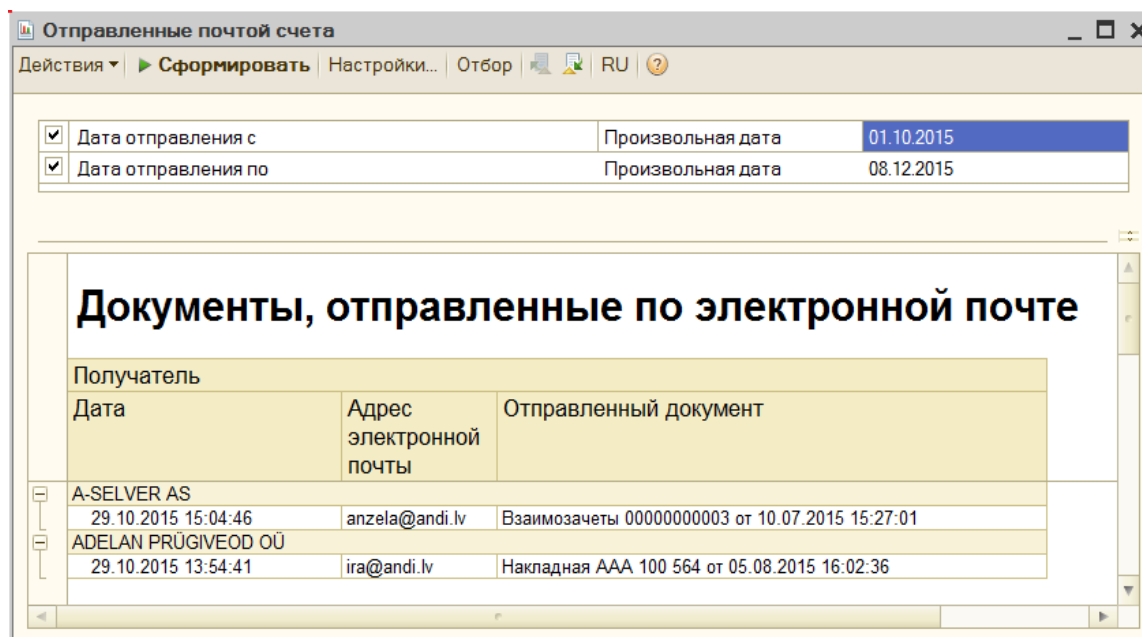 Отправленные почтой счета
Действия Сформировать Настройки... Отбор RU
Дата отправления с Произвольная дата 01.10.2015
Дата отправления по Произвольная дата 08.12.2015
Документы, отправленные по электронной почте
Получатель
Дата Адрес электронной почты Отправленный документ
A-SELVER AS
29.10.2015 15:04:46 anzela@andi.lv Взаимозачеты 00000000003 от 10.07.2015 15:27:01
ADELAN PRÜGIVEOD OÜ
29.10.2015 13:54:41 ira@andi.lv Накладная AAA 100 564 от 05.08.2015 16:02:36